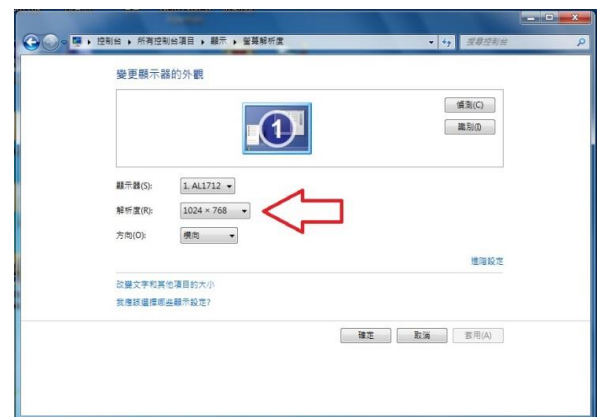 控制台 ▸ 所有控制台項目 ▸ 顯示 ▸ 螢幕解析度
搜尋控制台
變更顯示器的外觀
1
偵測(C)
識別(I)
顯示器(S): 1. AL1712
解析度(R): 1024 × 768
方向(O): 橫向
進階設定
改變文字和其他項目的大小
我應該選擇哪些顯示設定?
確定 取消 套用(A)